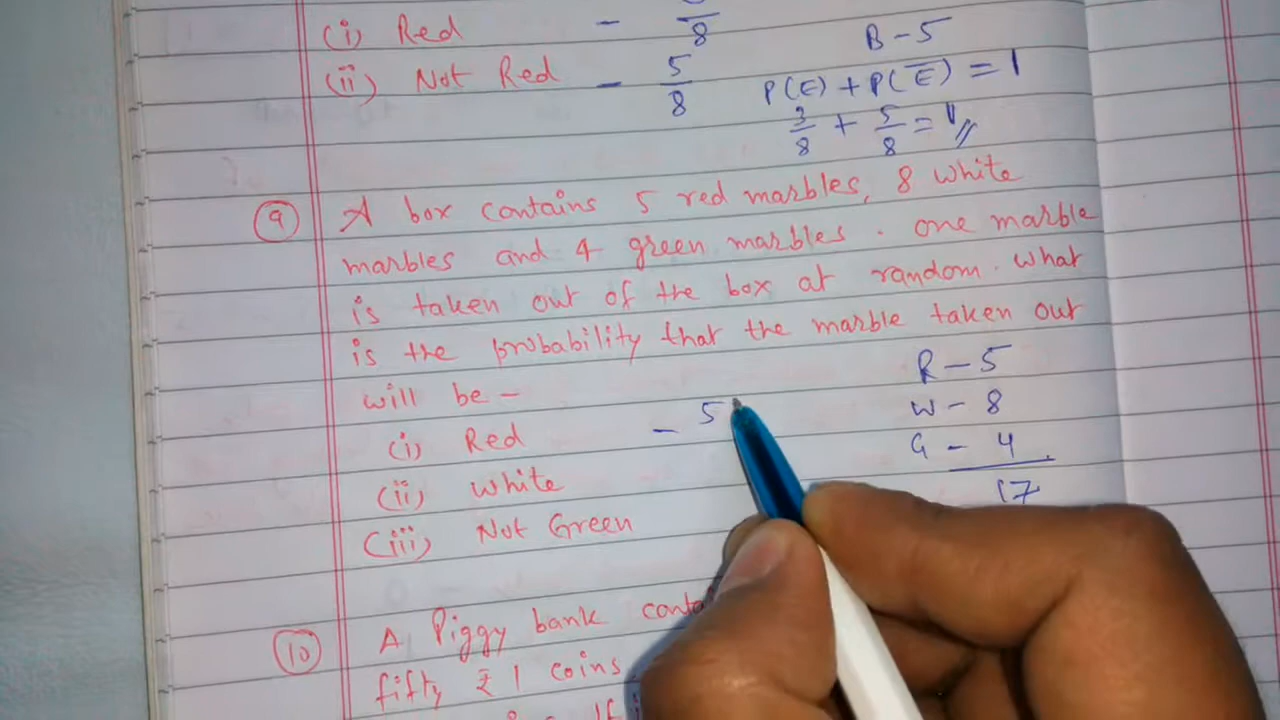 (i) Red - /8
B-5
(ii) Not Red - 5/8
P(E) + P(E̅) = 1
3/8 + 5/8 = 1//
(9) A box contains 5 red marbles, 8 white
marbles and 4 green marbles. one marble
is taken out of the box at random. what
is the probability that the marble taken out
will be -
R - 5
W - 8
G - 4
17
(i) Red - 5
(ii) white
(iii) Not Green
(10) A Piggy bank
fifty ₹ 1 coins.
If